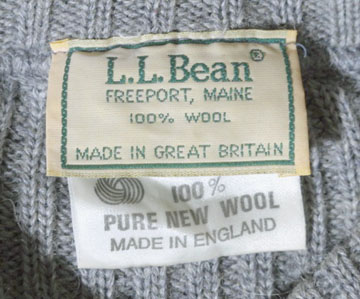 L.L.Bean®
FREEPORT, MAINE
100% WOOL
MADE IN GREAT BRITAIN
100%
PURE NEW WOOL
MADE IN ENGLAND